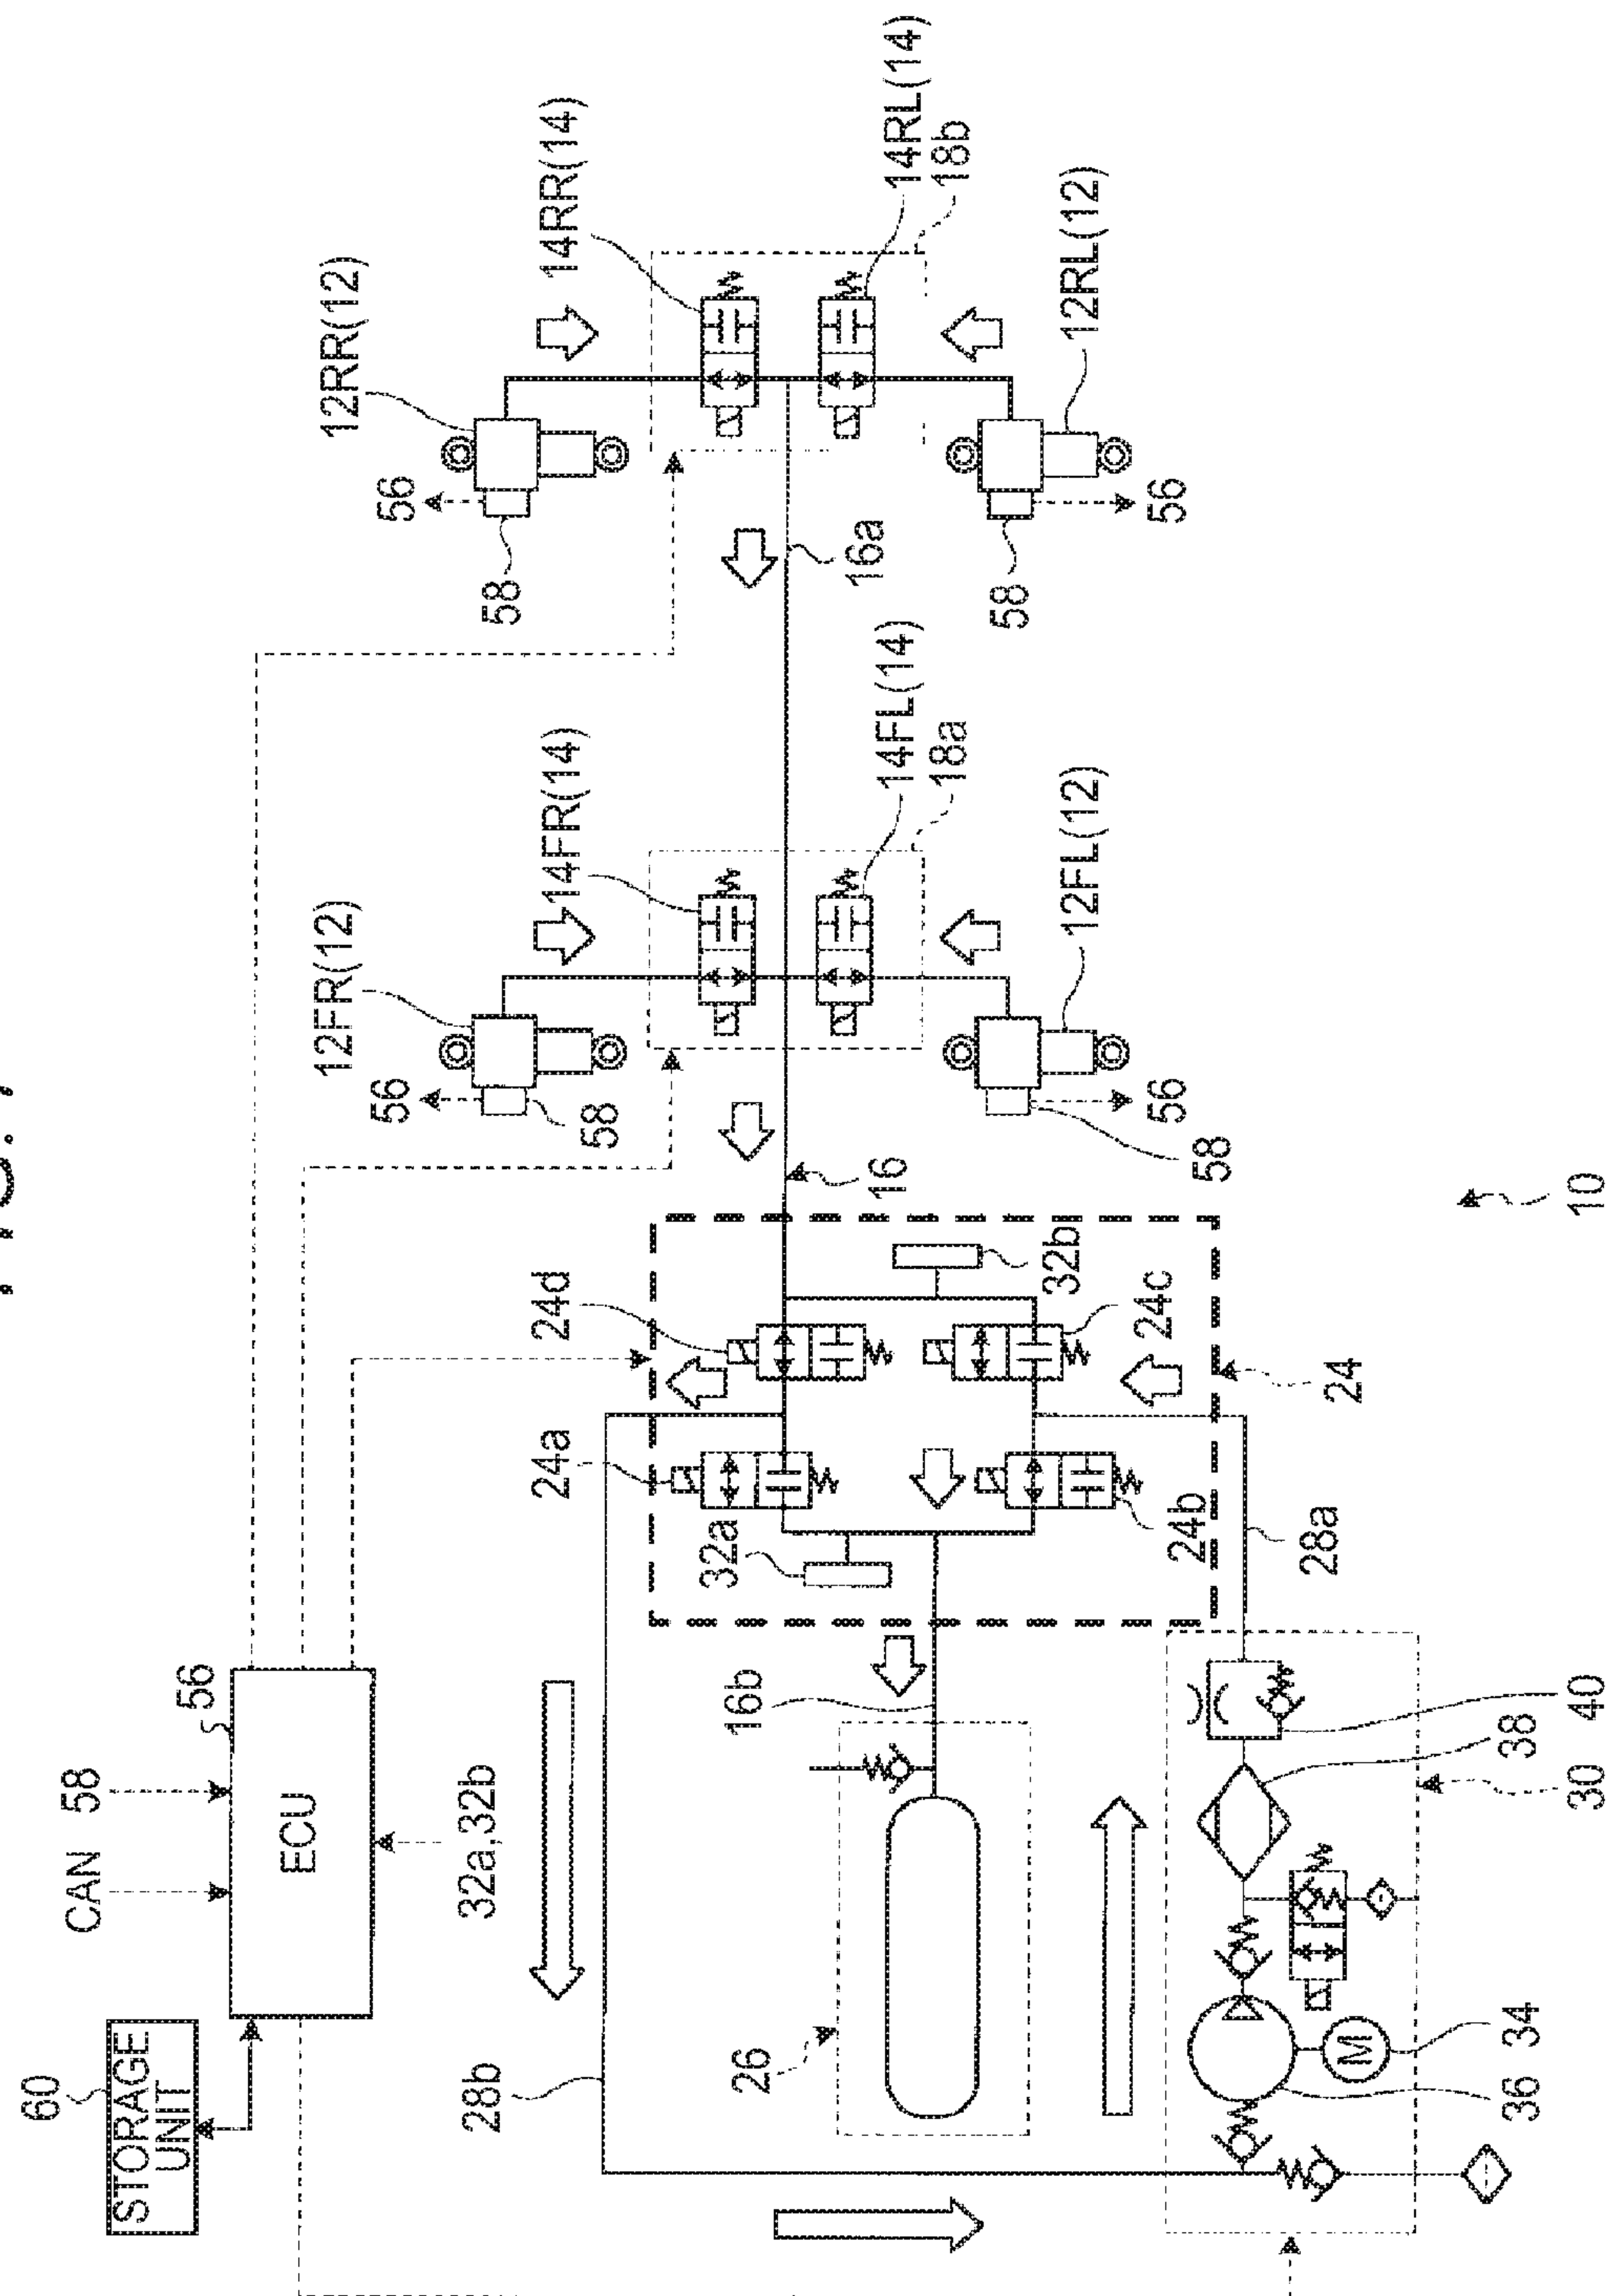 60
STORAGE
UNIT
CAN
58
56
ECU
32a,32b
12FR(12)
56
58
14FR(14)
12RR(12)
56
58
14RR(14)
14FL(14)
18a
12FL(12)
58
56
14RL(14)
18b
12RL(12)
58
56
16a
16
24d
24a
32a
32b
24c
24b
24
28a
28b
26
16b
40
38
30
34
36
10